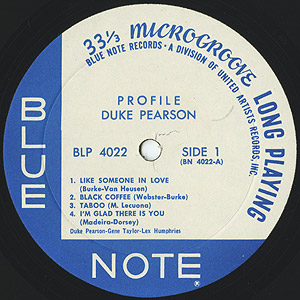 33⅓ MICROGROOVE LONG PLAYING
BLUE NOTE RECORDS • A DIVISION OF UNITED ARTISTS RECORDS, INC.
PROFILE
DUKE PEARSON
BLP 4022
SIDE 1
(BN 4022-A)
1. LIKE SOMEONE IN LOVE
(Burke-Van Heusen)
2. BLACK COFFEE (Webster-Burke)
3. TABOO (M. Lecuona)
4. I'M GLAD THERE IS YOU
(Madeira-Dorsey)
Duke Pearson-Gene Taylor-Lex Humphries
BLUE
NOTE®